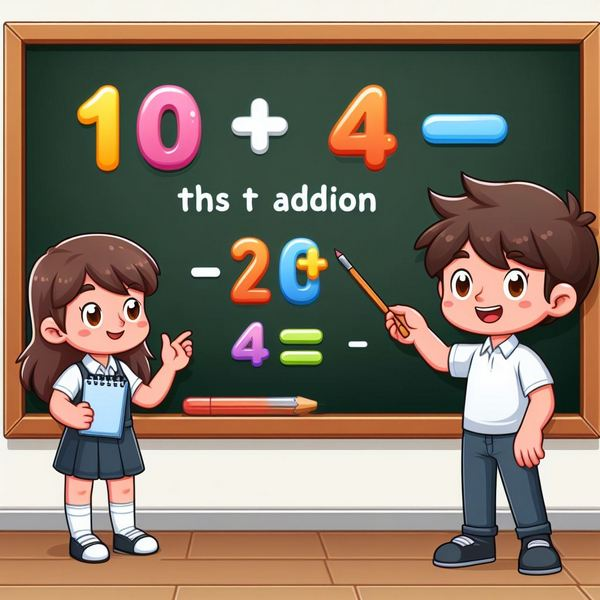 10 + 4 -
ths t addion
- 20+
4 = -